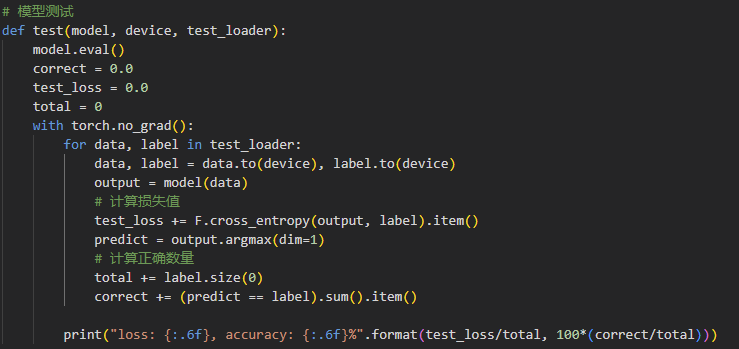 # 模型测试
def test(model, device, test_loader):
    model.eval()
    correct = 0.0
    test_loss = 0.0
    total = 0
    with torch.no_grad():
        for data, label in test_loader:
            data, label = data.to(device), label.to(device)
            output = model(data)
            # 计算损失值
            test_loss += F.cross_entropy(output, label).item()
            predict = output.argmax(dim=1)
            # 计算正确数量
            total += label.size(0)
            correct += (predict == label).sum().item()

        print("loss: {:.6f}, accuracy: {:.6f}%".format(test_loss/total, 100*(correct/total)))